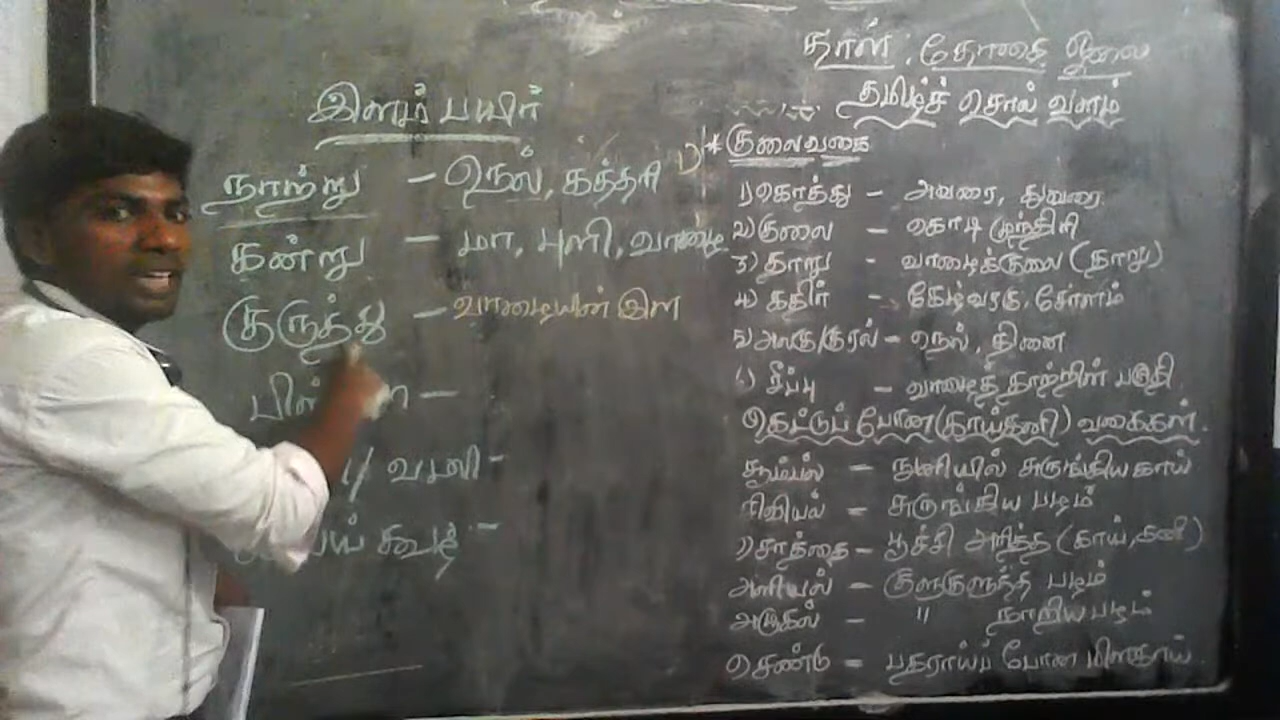 தாள் , தோகை ஓலை
தமிழ்ச் சொல் வளம்
இளம் பயிர்
நாற்று - நெல், கத்தரி
கன்று - மா, புளி, வாழை
குருத்து - வாழையின் இள
பின்
/ வடலி -
கூழ் -
1) * குலைவகை
1) கொத்து - அவரை, துவரை
2) குலை - கொடி முந்திரி
3) தாறு - வாழைக்குலை (தாறு)
4) கதிர் - கேழ்வரகு, சோளம்
5) அலகு/குரல் - நெல், தினை
6) சீப்பு - வாழைத் தாற்றின் பகுதி
கெட்டுப் போன (காய்கனி) வகைகள்.
சூம்பல் - நுனியில் சுருங்கிய காய்
சிவியல் - சுருங்கிய பழம்
சொத்தை - பூச்சி அரித்த (காய், கனி)
அளியல் - குளுகுளுத்த பழம்
அழுகல் - " நாறிய பழம்
சொண்டு - பதராய்ப் போன மிளகாய்